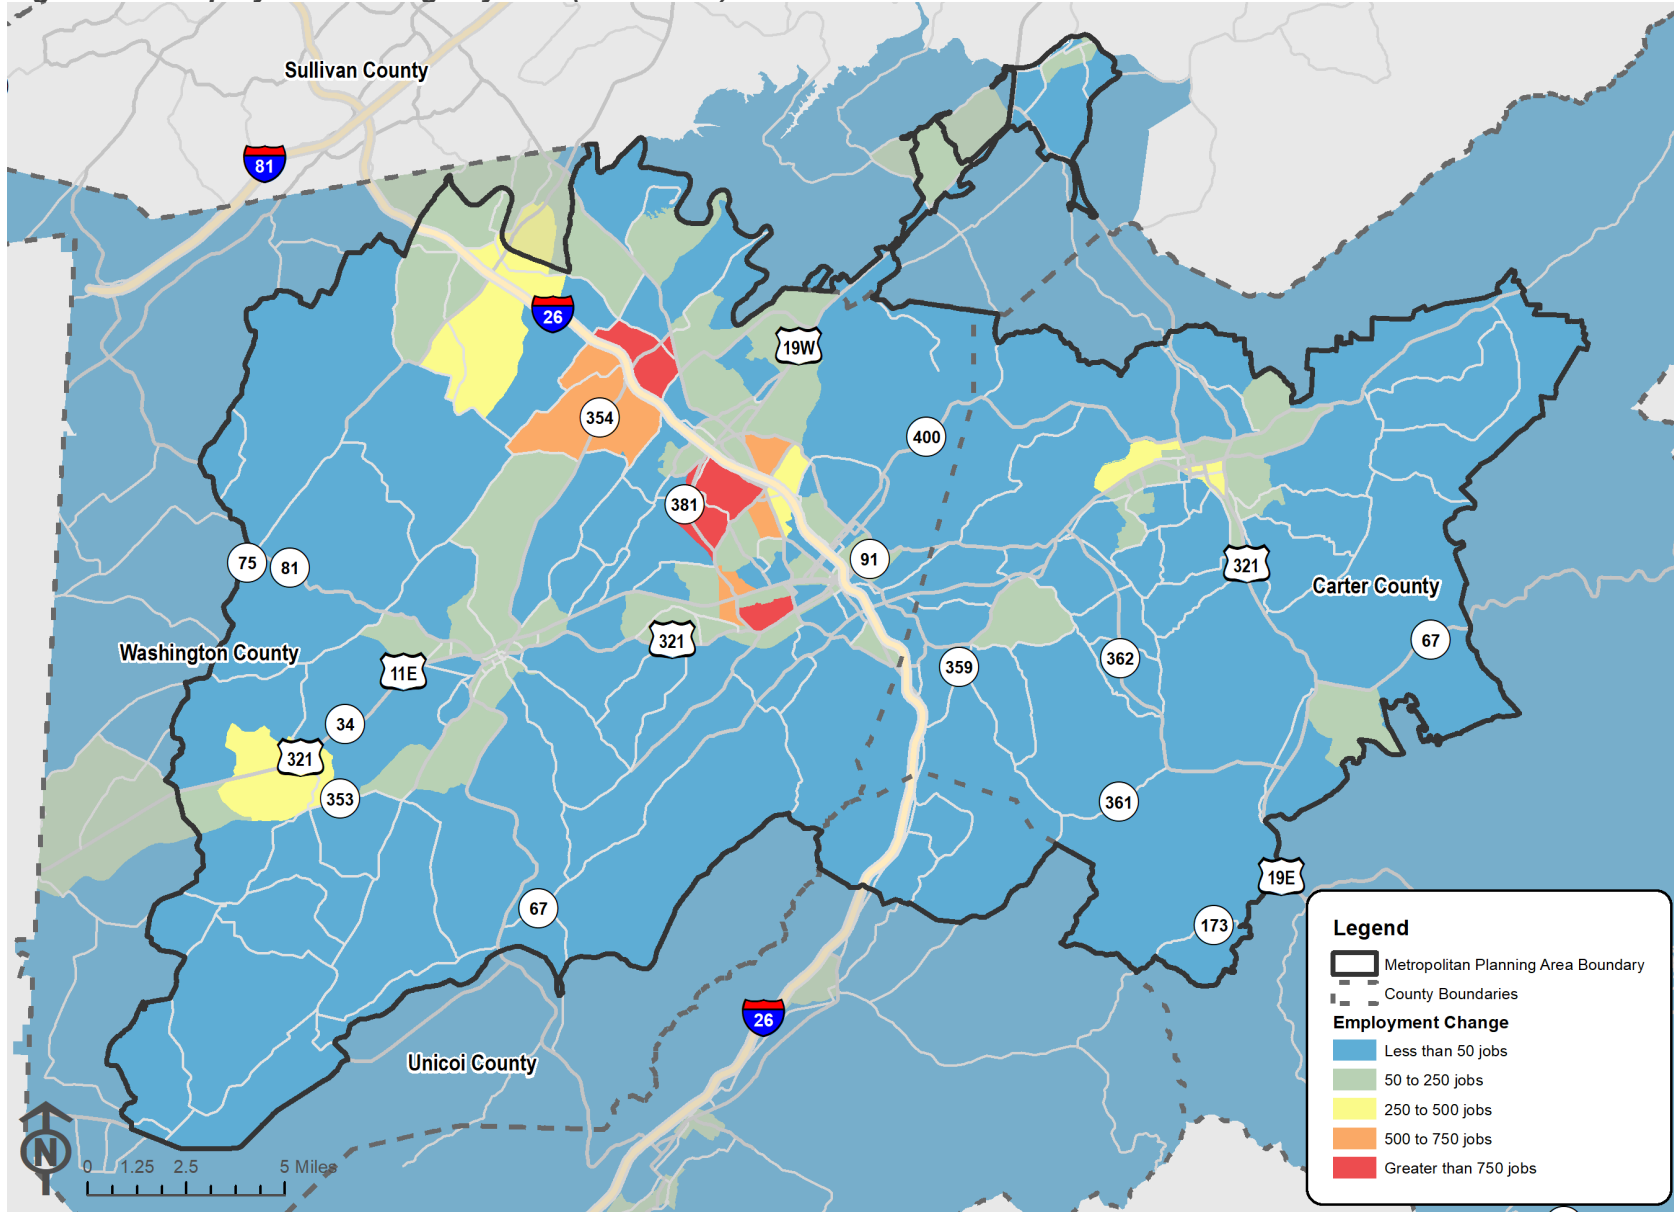 Sullivan County
81
26
19W
354
400
381
75
81
91
321
Carter County
Washington County
11E
321
359
362
67
34
321
353
361
67
19E
173
26
Unicoi County
N
0 1.25 2.5 5 Miles
Legend
Metropolitan Planning Area Boundary
County Boundaries
Employment Change
Less than 50 jobs
50 to 250 jobs
250 to 500 jobs
500 to 750 jobs
Greater than 750 jobs